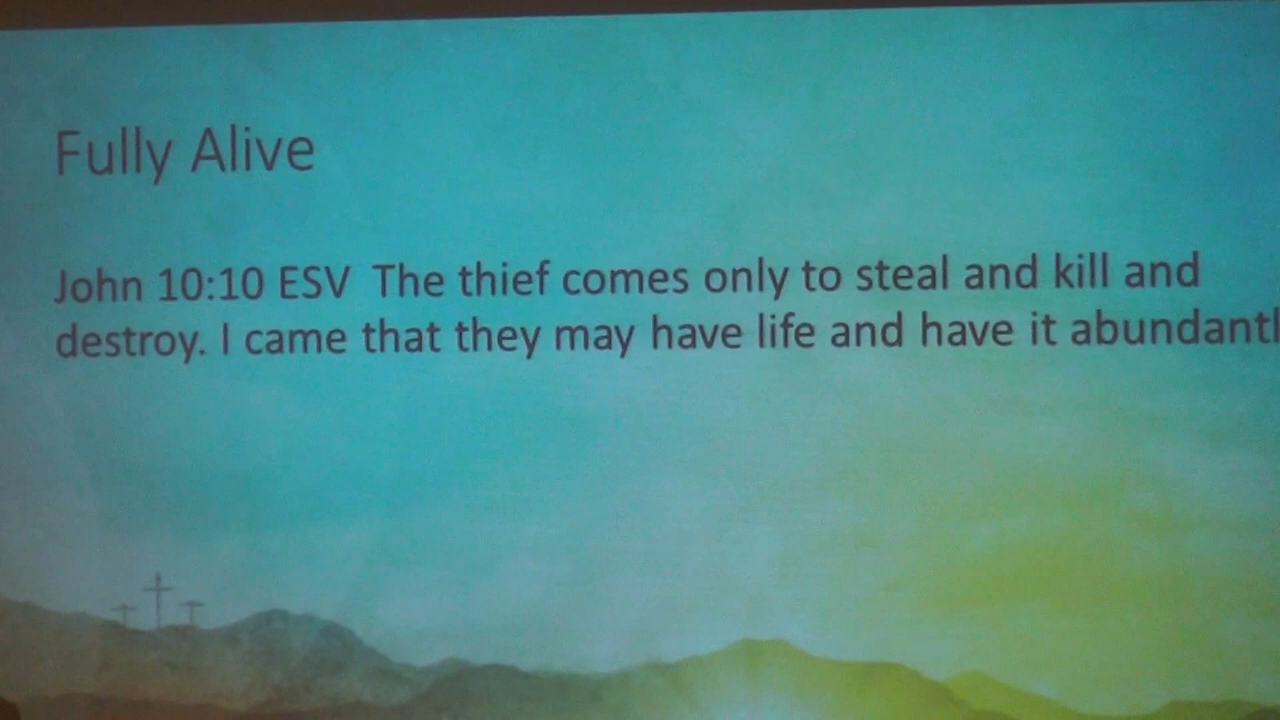 Fully Alive
John 10:10 ESV The thief comes only to steal and kill and
destroy. I came that they may have life and have it abundantl